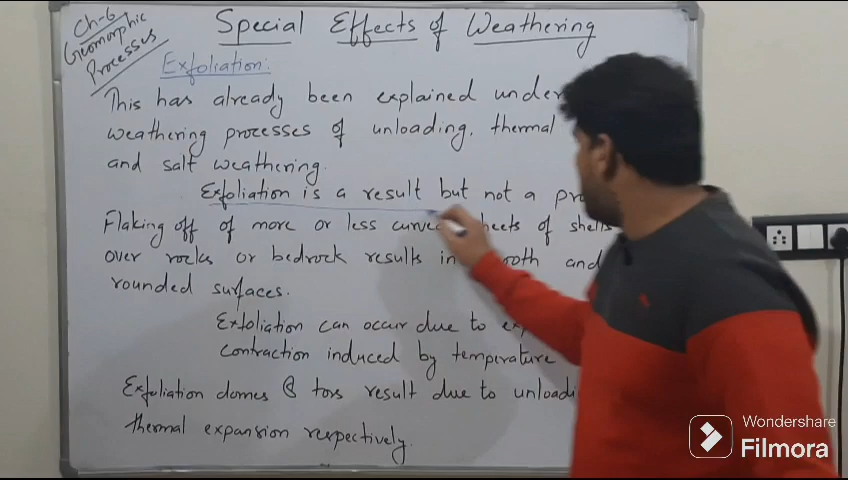 Ch-6
Geomorphic
Processes
Special Effects of Weathering
Exfoliation:
This has already been explained under
weathering processes of unloading, thermal
and salt weathering.
Exfoliation is a result but not a
Flaking off of more or less curved sheets of shells
over rocks or bedrock results in smooth and
rounded surfaces.
Exfoliation can occur due to
contraction induced by temperature
Exfoliation domes & tors result due to
thermal expansion respectively.
Wondershare
Filmora